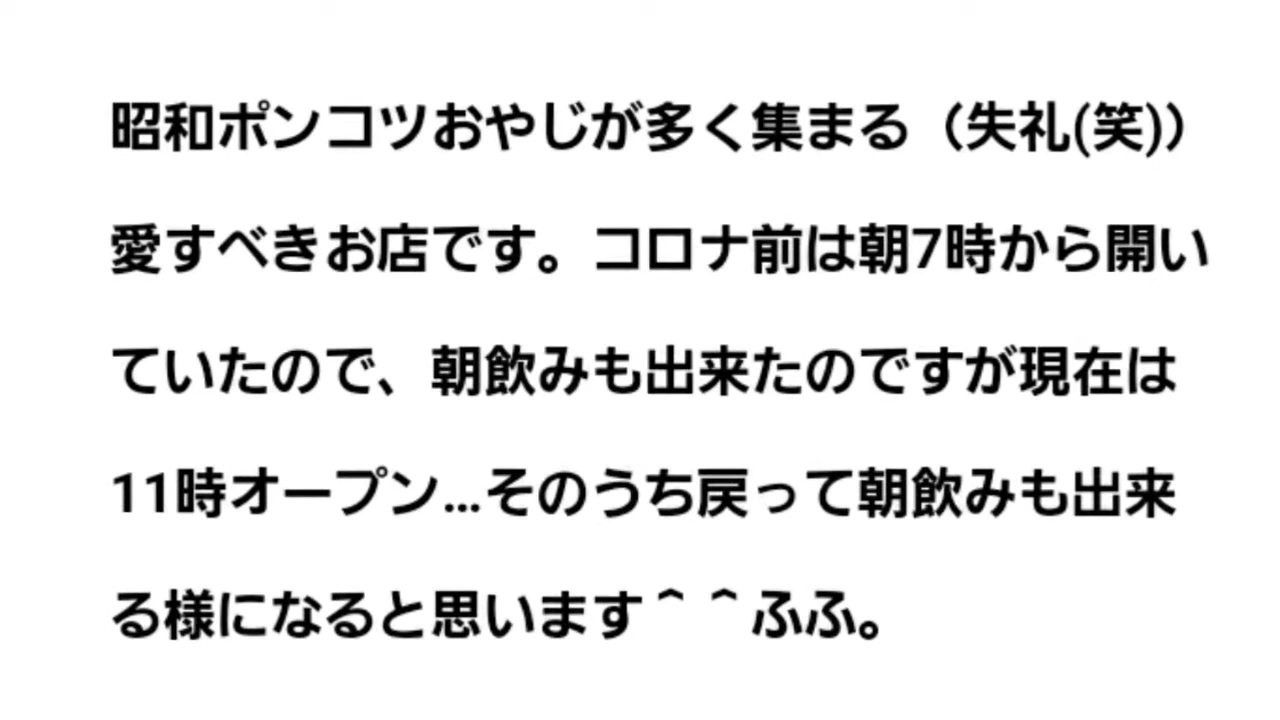 昭和ポンコツおやじが多く集まる（失礼(笑)）
愛すべきお店です。コロナ前は朝7時から開い
ていたので、朝飲みも出来たのですが現在は
11時オープン...そのうち戻って朝飲みも出来
る様になると思います＾＾ふふ。